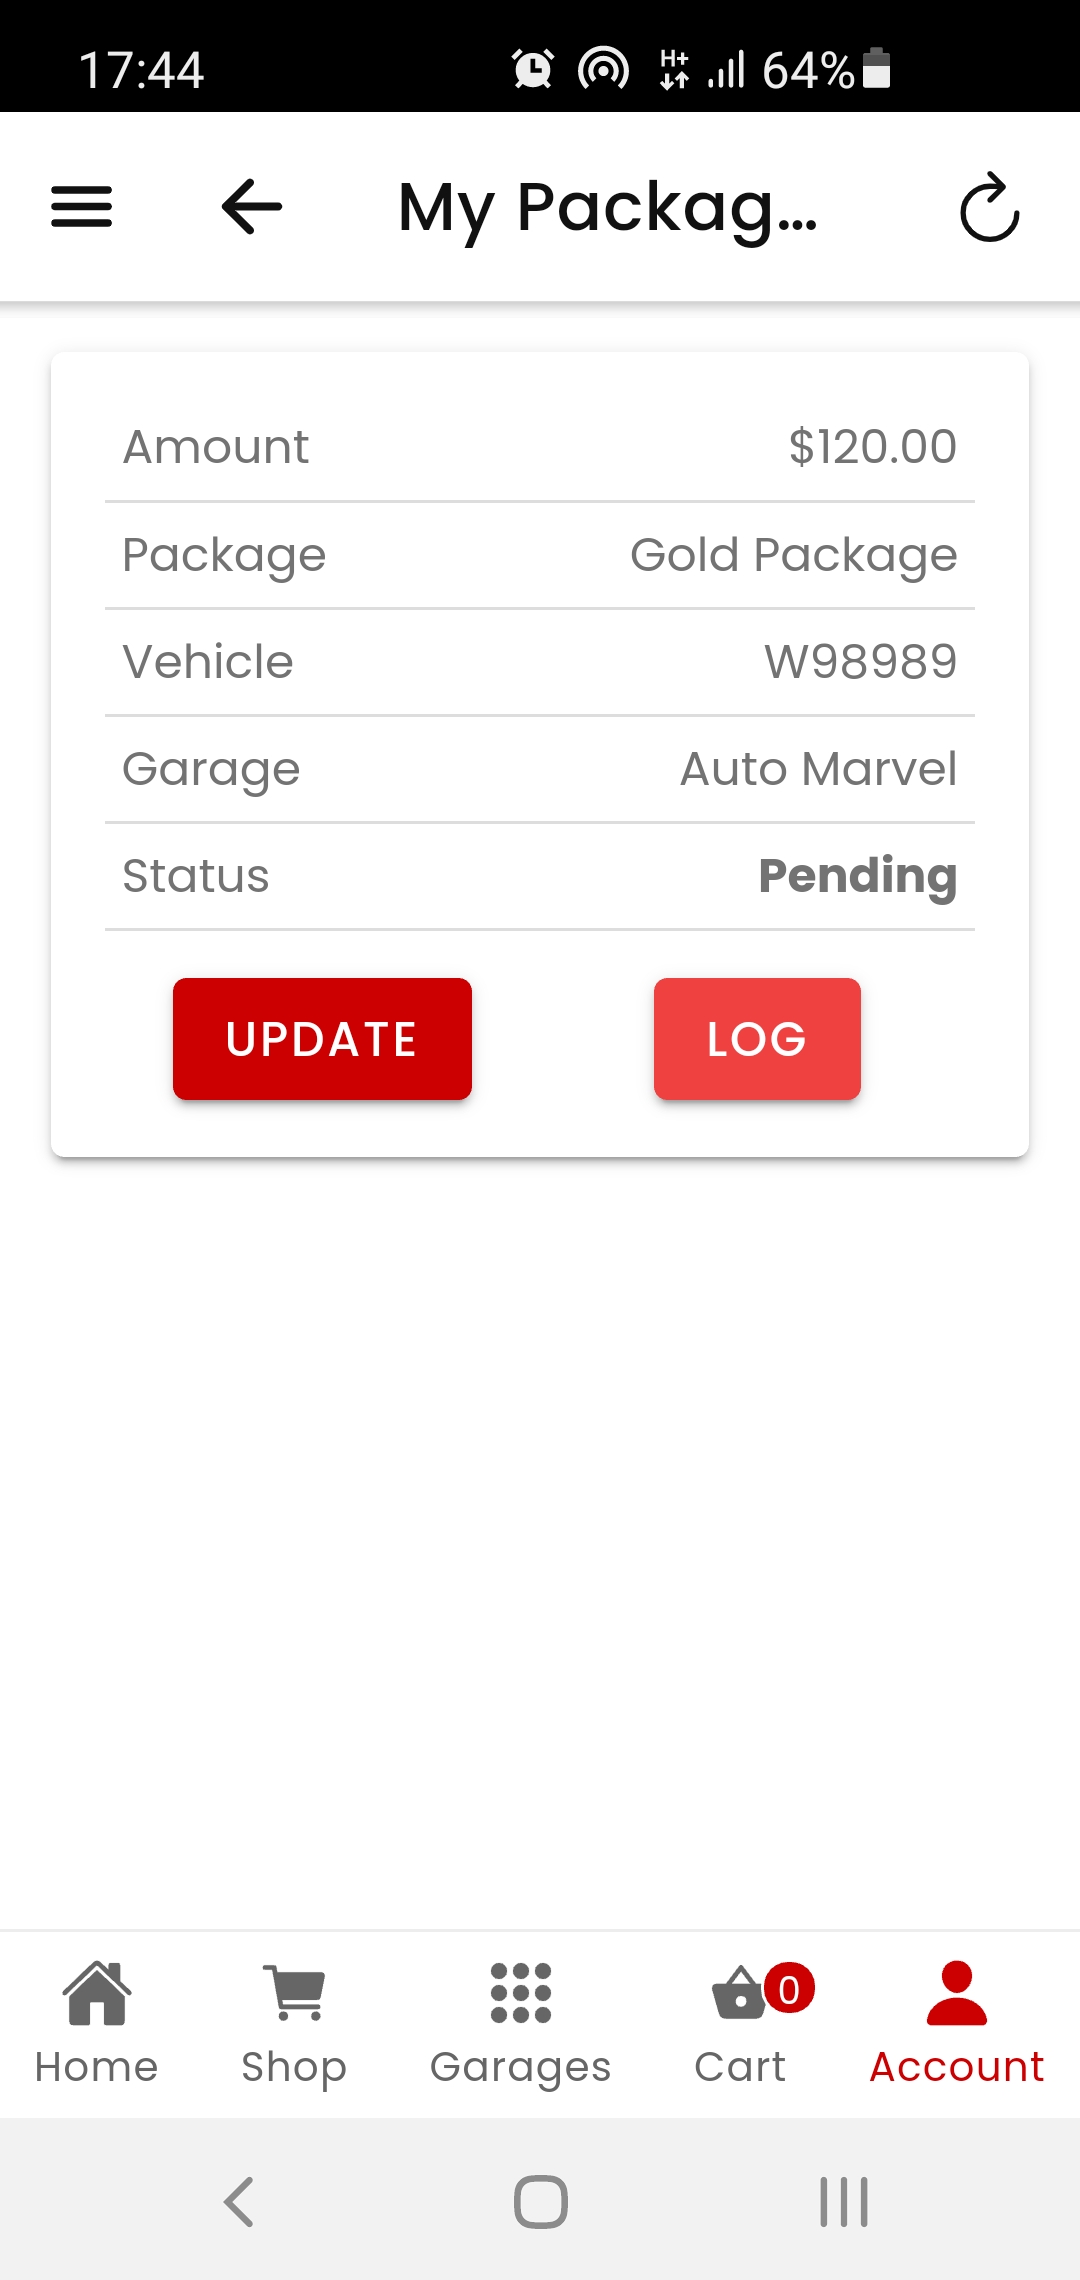 17:44 H+ 64%
My Packag...
Amount $120.00
Package Gold Package
Vehicle W98989
Garage Auto Marvel
Status Pending
UPDATE LOG
0
Home Shop Garages Cart Account